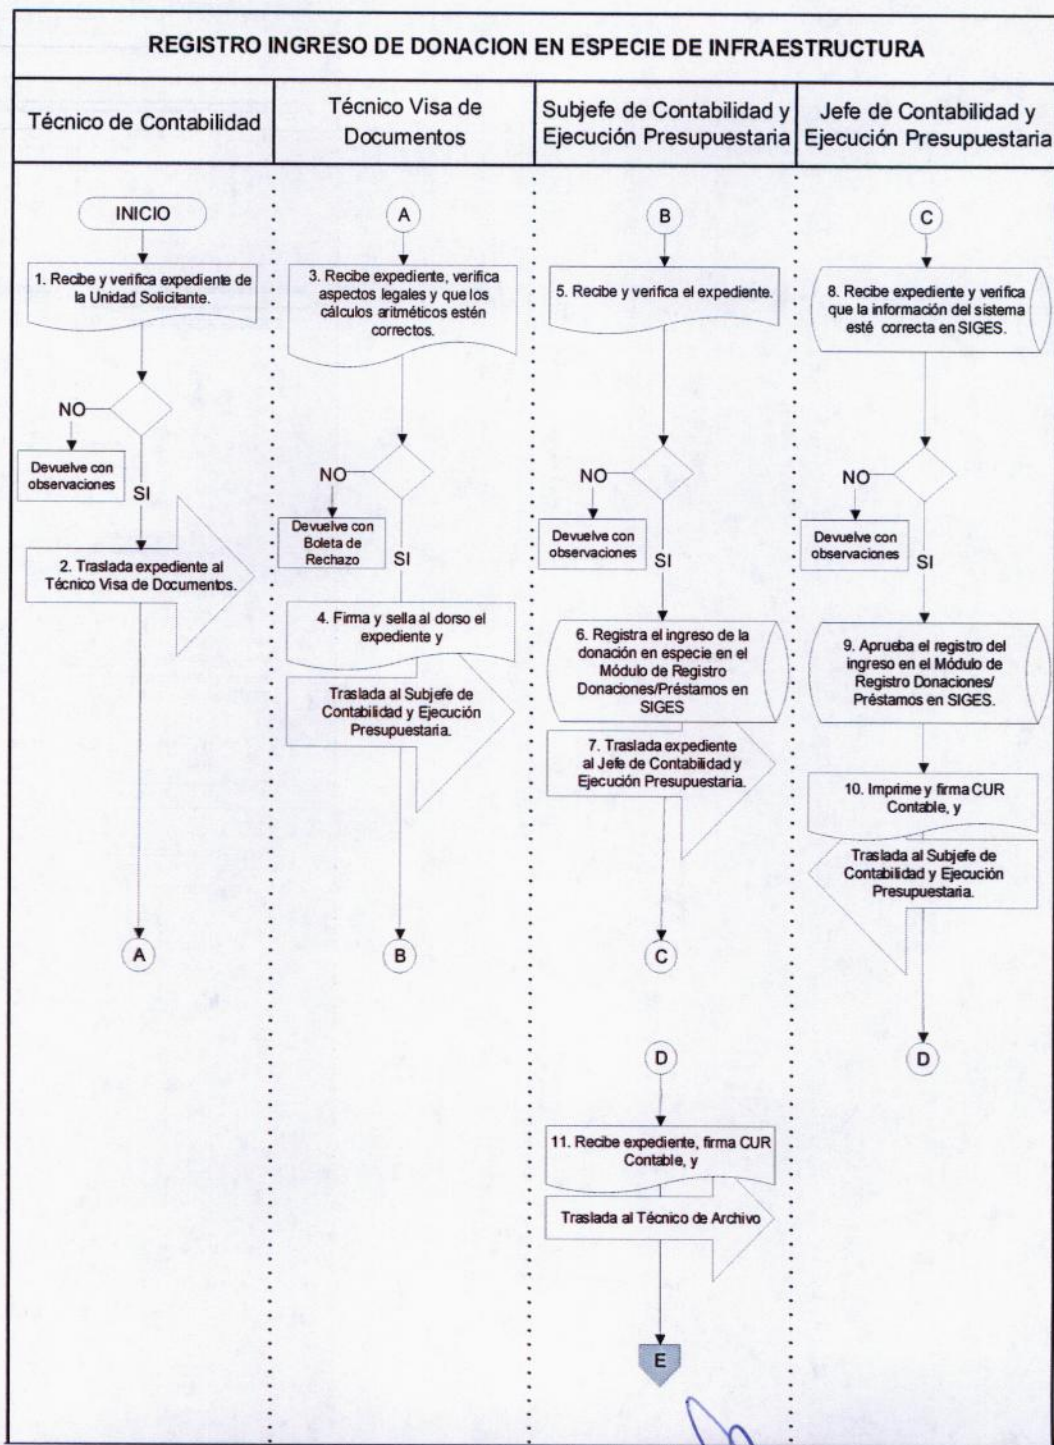 REGISTRO INGRESO DE DONACION EN ESPECIE DE INFRAESTRUCTURA
Técnico de Contabilidad
Técnico Visa de
Documentos
Subjefe de Contabilidad y
Ejecución Presupuestaria
Jefe de Contabilidad y
Ejecución Presupuestaria
INICIO
1. Recibe y verifica expediente de
la Unidad Solicitante.
NO
Devuelve con
observaciones
SI
2. Traslada expediente al
Técnico Visa de Documentos.
A
A
3. Recibe expediente, verifica
aspectos legales y que los
cálculos aritméticos estén
correctos.
NO
Devuelve con
Boleta de
Rechazo
SI
4. Firma y sella al dorso el
expediente y
Traslada al Subjefe de
Contabilidad y Ejecución
Presupuestaria.
B
B
5. Recibe y verifica el expediente.
NO
Devuelve con
observaciones
SI
6. Registra el ingreso de la
donación en especie en el
Módulo de Registro
Donaciones/Préstamos en
SIGES
7. Traslada expediente
al Jefe de Contabilidad y
Ejecución Presupuestaria.
C
C
8. Recibe expediente y verifica
que la información del sistema
esté correcta en SIGES.
NO
Devuelve con
observaciones
SI
9. Aprueba el registro del
ingreso en el Módulo de
Registro Donaciones/
Préstamos en SIGES.
10. Imprime y firma CUR
Contable, y
Traslada al Subjefe de
Contabilidad y Ejecución
Presupuestaria.
D
D
11. Recibe expediente, firma CUR
Contable, y
Traslada al Técnico de Archivo
E